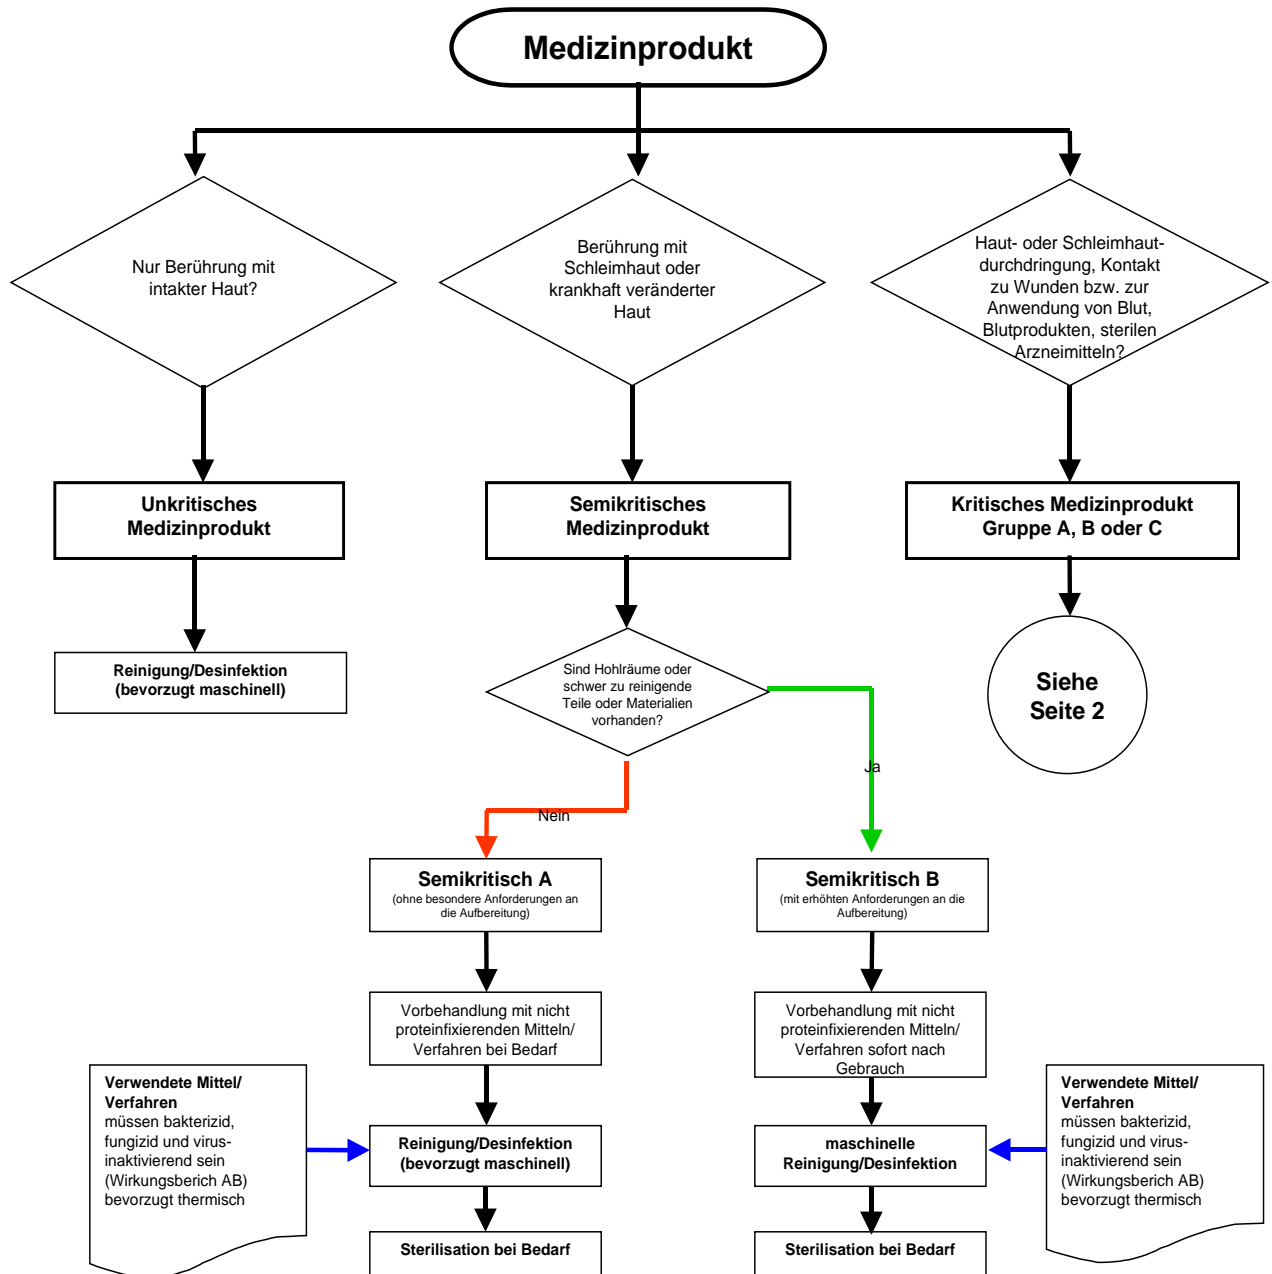 Medizinprodukt
Nur Berührung mit
intakter Haut?
Berührung mit
Schleimhaut oder
krankhaft veränderter
Haut
Haut- oder Schleimhaut-
durchdringung, Kontakt
zu Wunden bzw. zur
Anwendung von Blut,
Blutprodukten, sterilen
Arzneimitteln?
Unkritisches
Medizinprodukt
Semikritisches
Medizinprodukt
Kritisches Medizinprodukt
Gruppe A, B oder C
Reinigung/Desinfektion
(bevorzugt maschinell)
Sind Hohlräume oder
schwer zu reinigende
Teile oder Materialien
vorhanden?
Siehe
Seite 2
Ja
Nein
Semikritisch A
(ohne besondere Anforderungen an
die Aufbereitung)
Semikritisch B
(mit erhöhten Anforderungen an die
Aufbereitung)
Vorbehandlung mit nicht
proteinfixierenden Mitteln/
Verfahren bei Bedarf
Vorbehandlung mit nicht
proteinfixierenden Mitteln/
Verfahren sofort nach
Gebrauch
Verwendete Mittel/
Verfahren
müssen bakterizid,
fungizid und virus-
inaktivierend sein
(Wirkungsberich AB)
bevorzugt thermisch
Reinigung/Desinfektion
(bevorzugt maschinell)
maschinelle
Reinigung/Desinfektion
Verwendete Mittel/
Verfahren
müssen bakterizid,
fungizid und virus-
inaktivierend sein
(Wirkungsberich AB)
bevorzugt thermisch
Sterilisation bei Bedarf
Sterilisation bei Bedarf